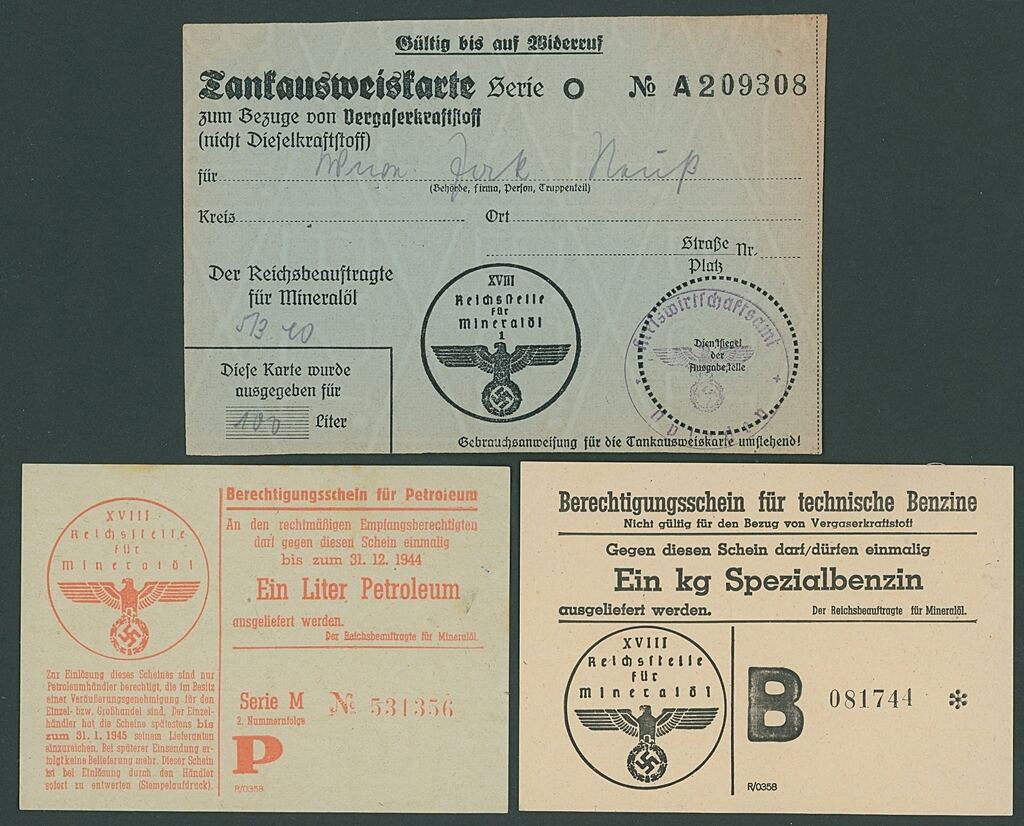 Gültig bis auf Widerruf
Tankausweiskarte Serie O № A 209308
zum Bezuge von Vergaserkraftstoff
(nicht Dieselkraftstoff)
für
(Behörde, Firma, Person, Truppenteil)
Kreis Ort
Straße Nr.
Platz
Der Reichsbeauftragte
für Mineralöl
XVIII
Reichsstelle
für
Mineralöl
1
Kreiswirtschaftsamt
Dienstsiegel
der
Ausgabestelle
Diese Karte wurde
ausgegeben für
100 Liter
Gebrauchsanweisung für die Tankausweiskarte umstehend!
XVIII
Reichsstelle
für
Mineralöl
Zur Einlösung dieses Scheines sind nur
Petroleumhändler berechtigt, die im Besitz
einer Veräußerungsgenehmigung für den
Einzel- bzw. Großhandel sind. Der Einzel-
händler hat die Scheine spätestens bis
zum 31. 1. 1945 seinem Lieferanten
einzureichen. Bei späterer Einsendung er-
folgt keine Belieferung mehr. Dieser Schein
ist bei Einlösung durch den Händler
sofort zu entwerten (Stempelaufdruck).
Berechtigungsschein für Petroleum
An den rechtmäßigen Empfangsberechtigten
darf gegen diesen Schein einmalig
bis zum 31. 12. 1944
Ein Liter Petroleum
ausgeliefert werden.
Der Reichsbeauftragte für Mineralöl.
Serie M № 531356
2. Nummernfolge
P
R/0358
Berechtigungsschein für technische Benzine
Nicht gültig für den Bezug von Vergaserkraftstoff
Gegen diesen Schein darf/dürfen einmalig
Ein kg Spezialbenzin
ausgeliefert werden. Der Reichsbeauftragte für Mineralöl.
XVIII
Reichsstelle
für
Mineralöl
B 081744 *
R/0358